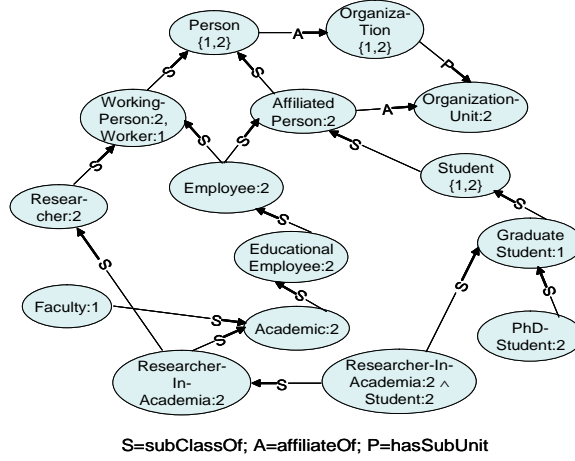 Person
{1,2}
A
Organiza-
Tion
{1,2}
S
S
P
Working-
Person:2,
Worker:1
Affiliated
Person:2
A
Organization-
Unit:2
S
S
S
S
Resear-
cher:2
Employee:2
Student
{1,2}
S
S
Educational
Employee:2
Graduate
Student:1
S
S
S
S
Faculty:1
S
Academic:2
S
PhD-
Student:2
Researcher-
In-
Academia:2
S
Researcher-In-
Academia:2 ∧
Student:2
S=subClassOf; A=affiliateOf; P=hasSubUnit